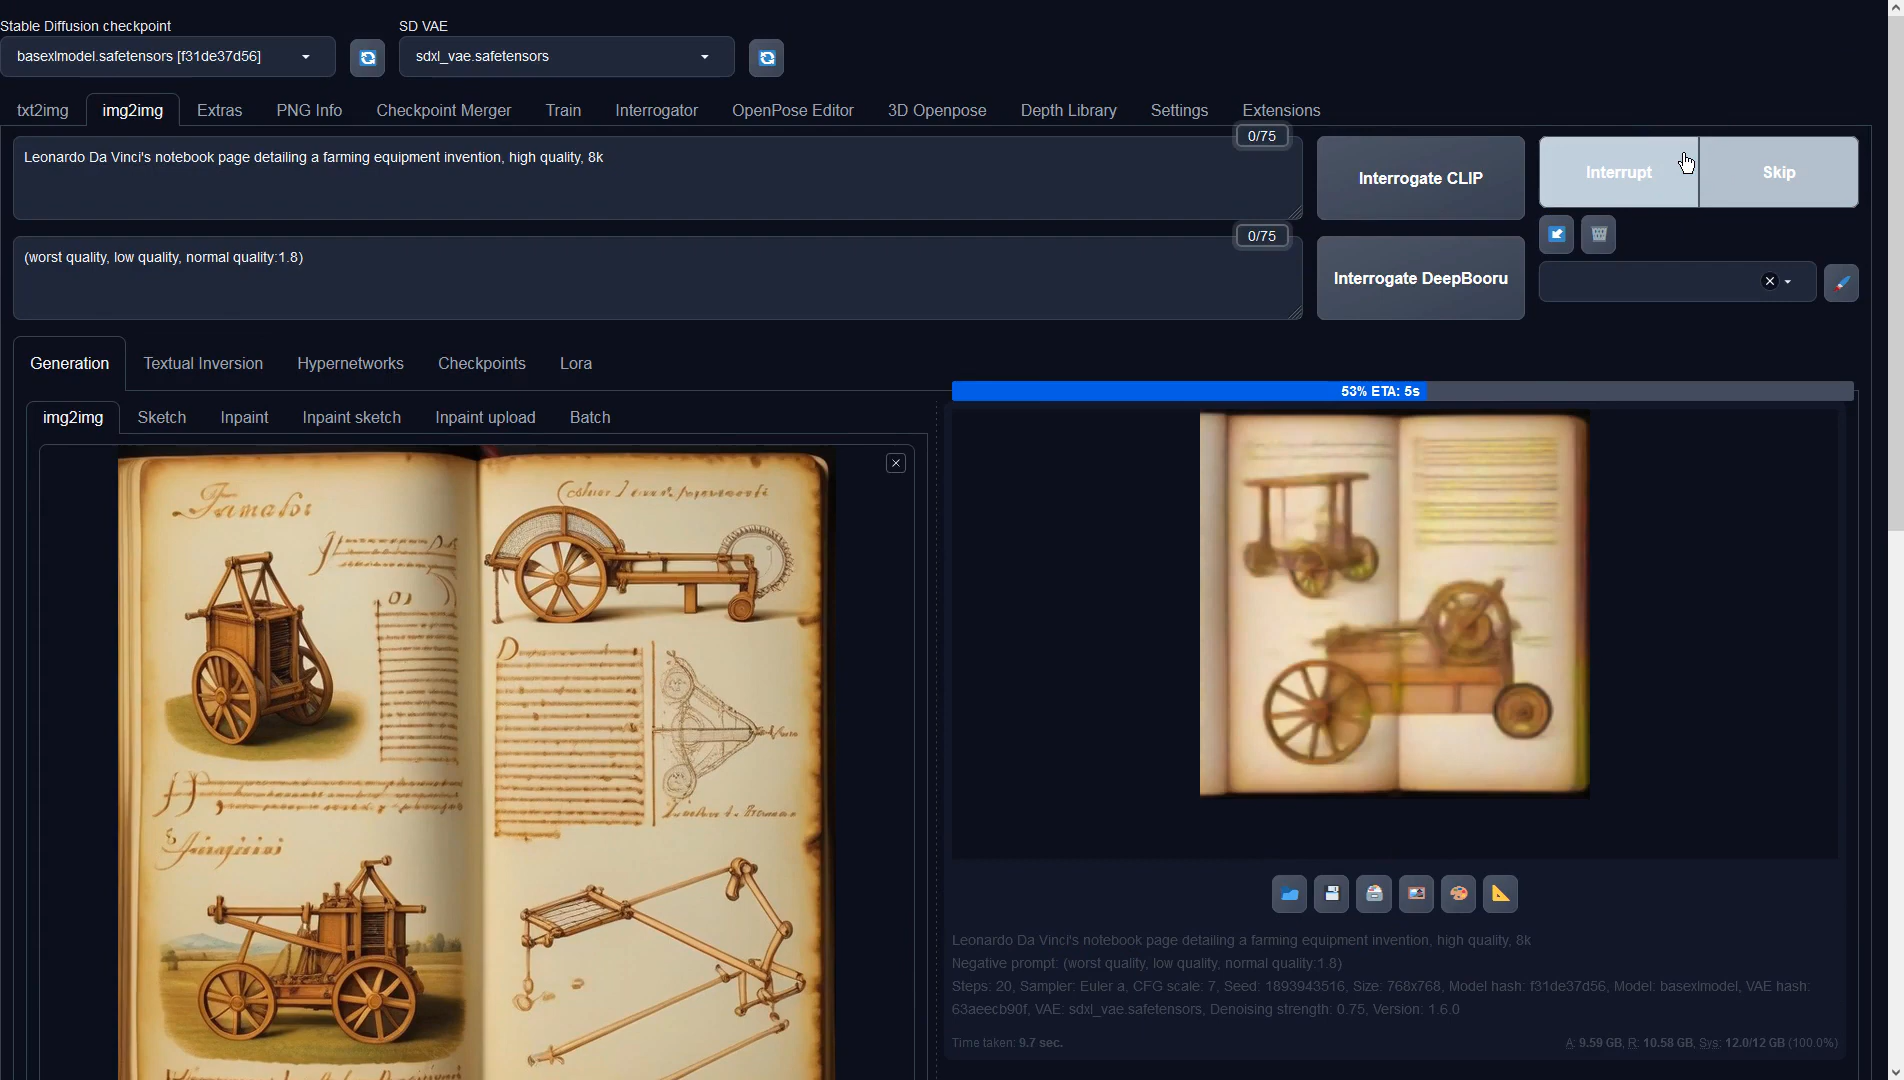 Stable Diffusion checkpoint
SD VAE
basexlmodel.safetensors [f31de37d56]
sdxl_vae.safetensors
txt2img
img2img
Extras
PNG Info
Checkpoint Merger
Train
Interrogator
OpenPose Editor
3D Openpose
Depth Library
Settings
Extensions
0/75
Leonardo Da Vinci's notebook page detailing a farming equipment invention, high quality, 8k
Interrogate CLIP
Interrupt
Skip
0/75
(worst quality, low quality, normal quality:1.8)
Interrogate DeepBooru
Generation
Textual Inversion
Hypernetworks
Checkpoints
Lora
53% ETA: 5s
img2img
Sketch
Inpaint
Inpaint sketch
Inpaint upload
Batch
Leonardo Da Vinci's notebook page detailing a farming equipment invention, high quality, 8k
Negative prompt: (worst quality, low quality, normal quality:1.8)
Steps: 20, Sampler: Euler a, CFG scale: 7, Seed: 1893943516, Size: 768x768, Model hash: f31de37d56, Model: basexlmodel, VAE hash:
63aeecb90f, VAE: sdxl_vae.safetensors, Denoising strength: 0.75, Version: 1.6.0
Time taken: 9.7 sec.
A: 9.59 GB, R: 10.58 GB, Sys: 12.0/12 GB (100.0%)